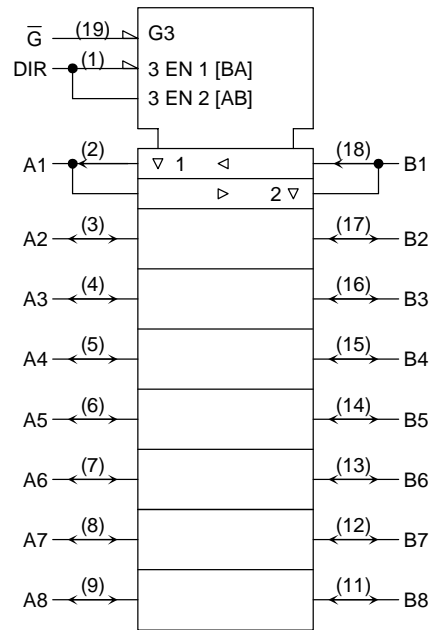 G̅ (19) G3
DIR (1) 3 EN 1 [BA]
3 EN 2 [AB]
A1 (2) ▽ 1 ◁ (18) B1
▷ 2 ▽
A2 (3) (17) B2
A3 (4) (16) B3
A4 (5) (15) B4
A5 (6) (14) B5
A6 (7) (13) B6
A7 (8) (12) B7
A8 (9) (11) B8